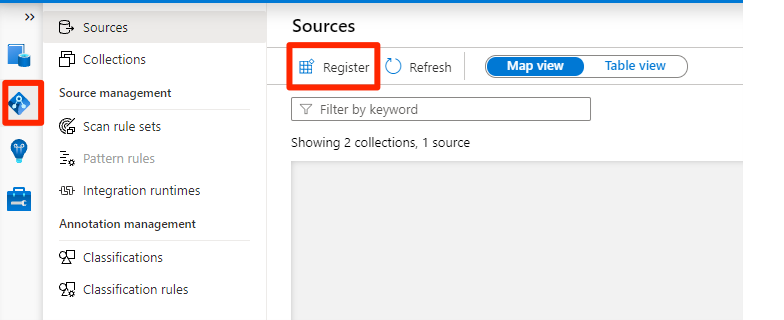 Sources
Collections
Source management
Scan rule sets
Pattern rules
Integration runtimes
Annotation management
Classifications
Classification rules
Sources
Register Refresh Map view Table view
Filter by keyword
Showing 2 collections, 1 source